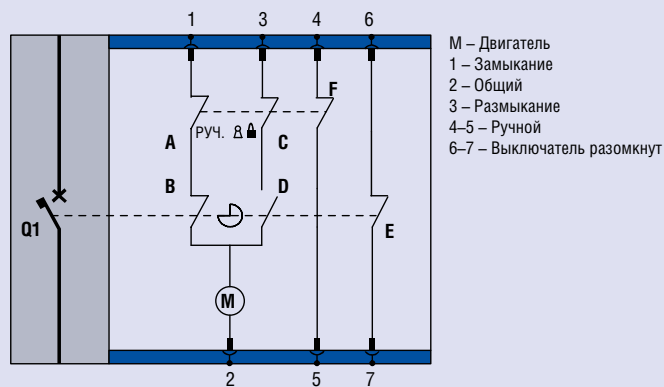 1 3 4 6
М – Двигатель
1 – Замыкание
2 – Общий
3 – Размыкание
4–5 – Ручной
6–7 – Выключатель разомкнут
F
РУЧ.
A C
B D
Q1 E
M
2 5 7